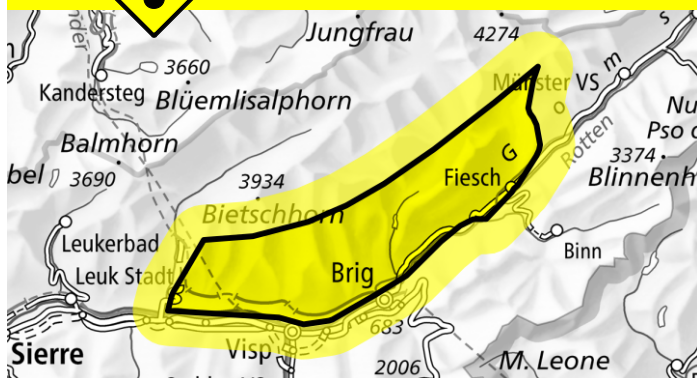 Jungfrau
4274
nder
3660
Münster VS
Kandersteg
Blüemlisalphorn
m
s
Nu
Balmhorn
Rotten
Pso d
bel
3690
3934
G
3374
Fiesch
Blinnenh
Bietschhorn
Leukerbad
Binn
Leuk Stadt
Brig
683
Sierre
Visp
2006
M. Leone